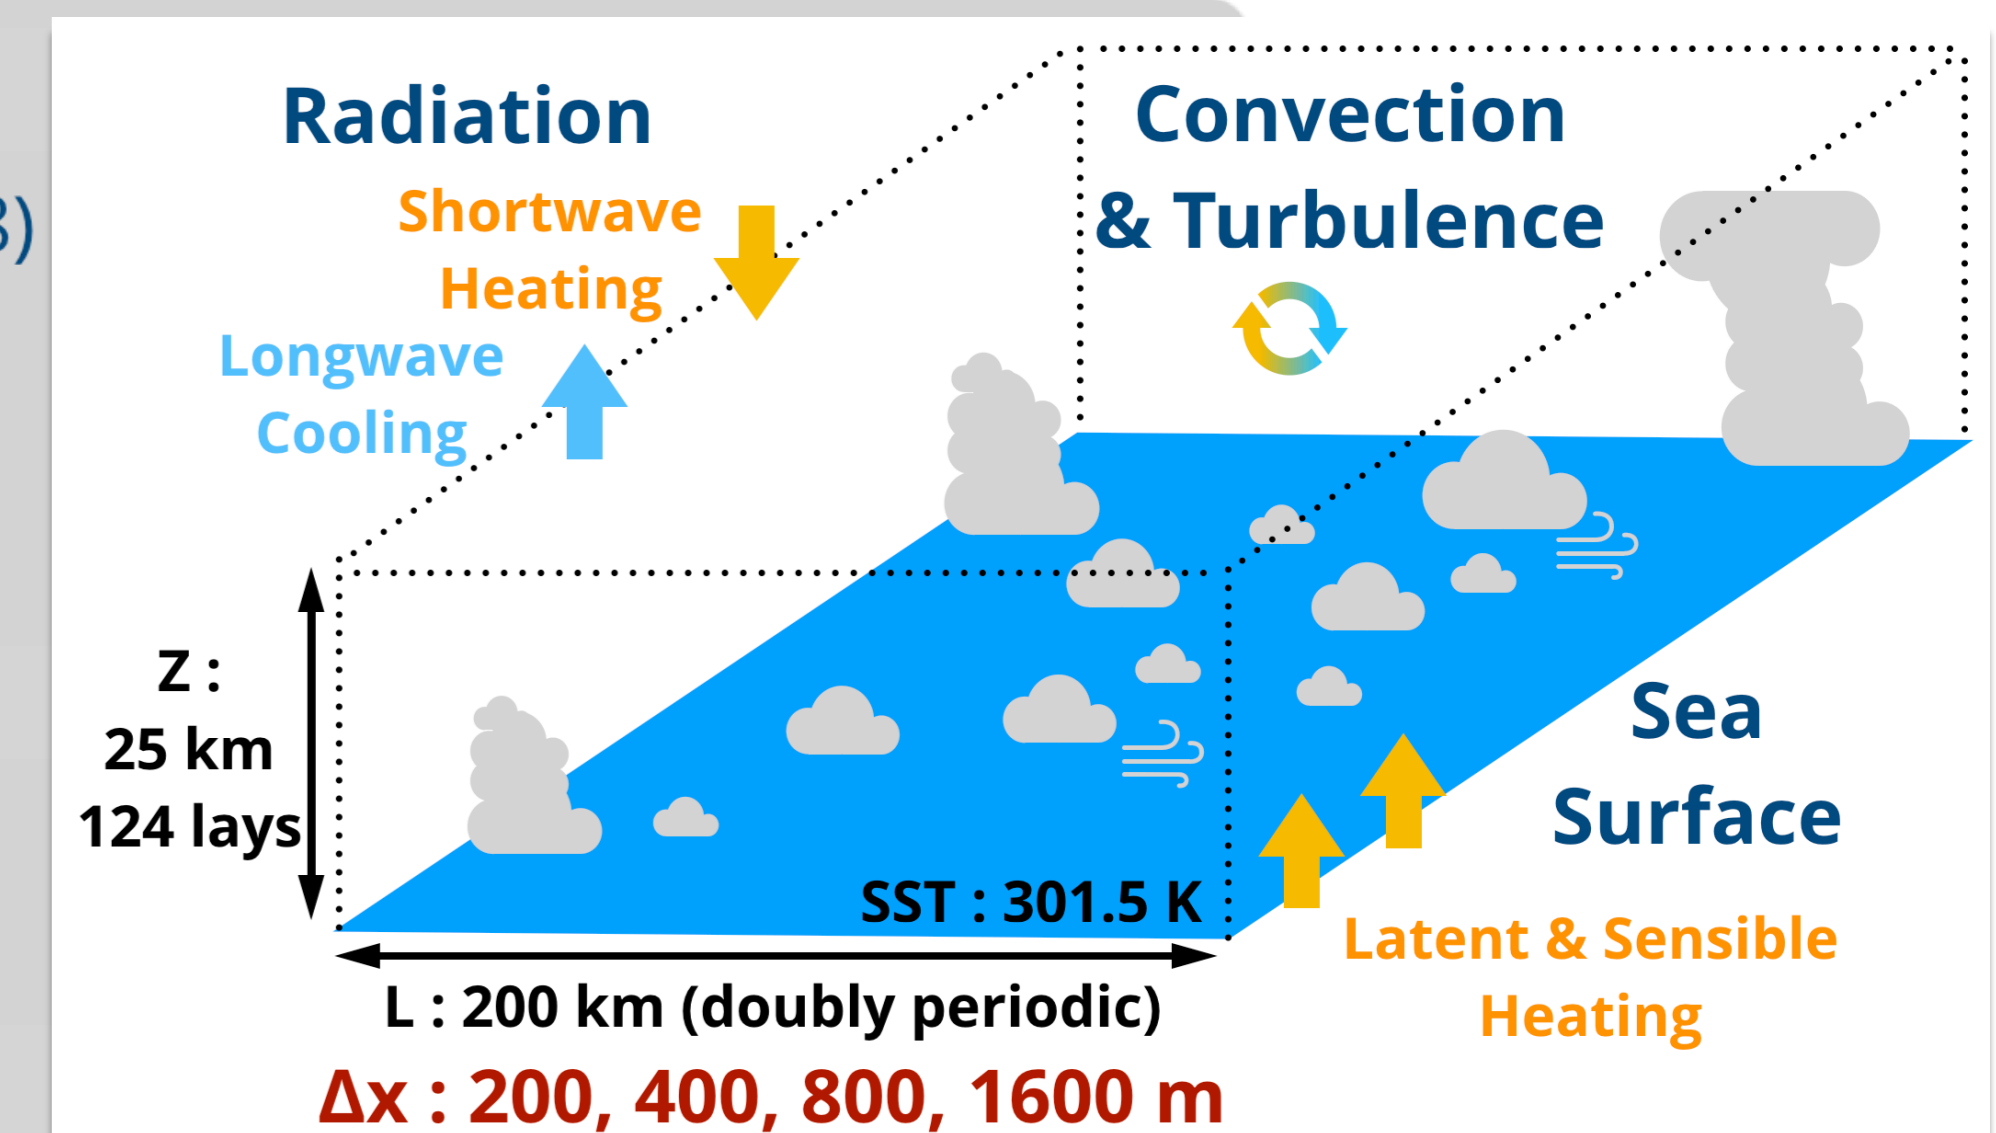 Radiation
Shortwave
Heating
Longwave
Cooling
Convection
& Turbulence
Z :
25 km
124 lays
SST : 301.5 K
L : 200 km (doubly periodic)
Δx : 200, 400, 800, 1600 m
Sea
Surface
Latent & Sensible
Heating